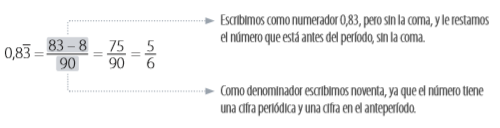 Escribimos como numerador 0,83, pero sin la coma, y le restamos
el número que está antes del período, sin la coma.
0,83̅ = 83 – 8 / 90 = 75 / 90 = 5 / 6
Como denominador escribimos noventa, ya que el número tiene
una cifra periódica y una cifra en el anteperíodo.